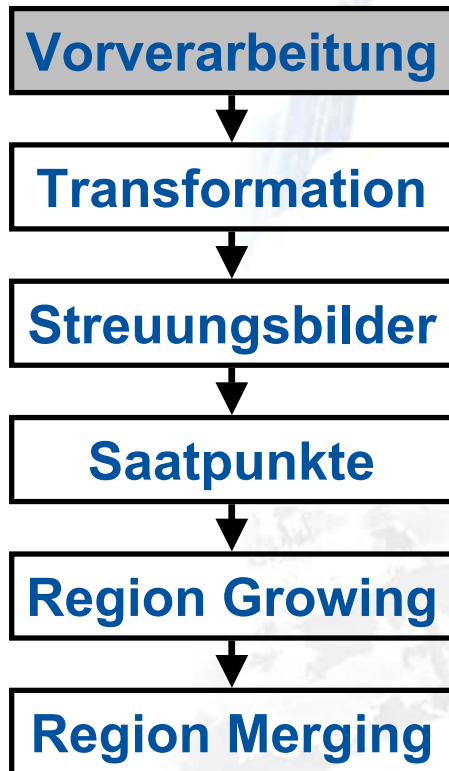 Vorverarbeitung
Transformation
Streuungsbilder
Saatpunkte
Region Growing
Region Merging